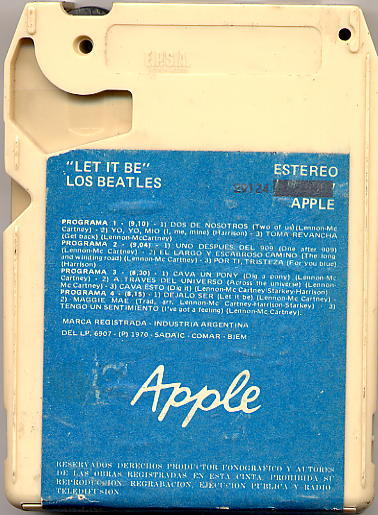 "LET IT BE"
LOS BEATLES
ESTEREO
APPLE
PROGRAMA 1 - (9,10) - 1) DOS DE NOSOTROS (Two of us)(Lennon-Mc
Cartney) - 2) YO, YO, MIO (I, me, mine) (Harrison) - 3) TOMA REVANCHA
(Get back) (Lennon-McCartney)
PROGRAMA 2 - (9,04) - 1) UNO DESPUES DEL 909 (One after 909)
(Lennon-Mc Cartney) - 2) EL LARGO Y ESCABROSO CAMINO (The long
and winding road) (Lennon-Mc Cartney) - 3) POR TI, TRISTEZA (For you blue)
(Harrison)
PROGRAMA 3 - (8,30) - 1) CAVA UN PONY (Dig a pony) (Lennon-Mc
Cartney) - 2) A TRAVES DEL UNIVERSO (Across the universe) (Lennon-Mc
Cartney) - 3) CAVA ESTO (Dig it) (Lennon-Mc Cartney-Starkey-Harrison)
PROGRAMA 4 - (8,15) - 1) DEJALO SER (Let it be) (Lennon-Mc Cartney) -
2) MAGGIE MAE (Trad. arr. Lennon-Mc Cartney-Harrison-Starkey) - 3)
TENGO UN SENTIMIENTO (I've got a feeling) (Lennon-Mc Cartney).
MARCA REGISTRADA - INDUSTRIA ARGENTINA
DEL LP. 6907 - (P) 1970 - SADAIC - COMAR - BIEM
Apple
RESERVADOS DERECHOS PRODUCTOR FONOGRAFICO Y AUTORES
DE LAS OBRAS REGISTRADAS EN ESTA CINTA. PROHIBIDA SU
REPRODUCCION, REGRABACION, EJECUCION PUBLICA Y RADIO
TELEDIFUSION.